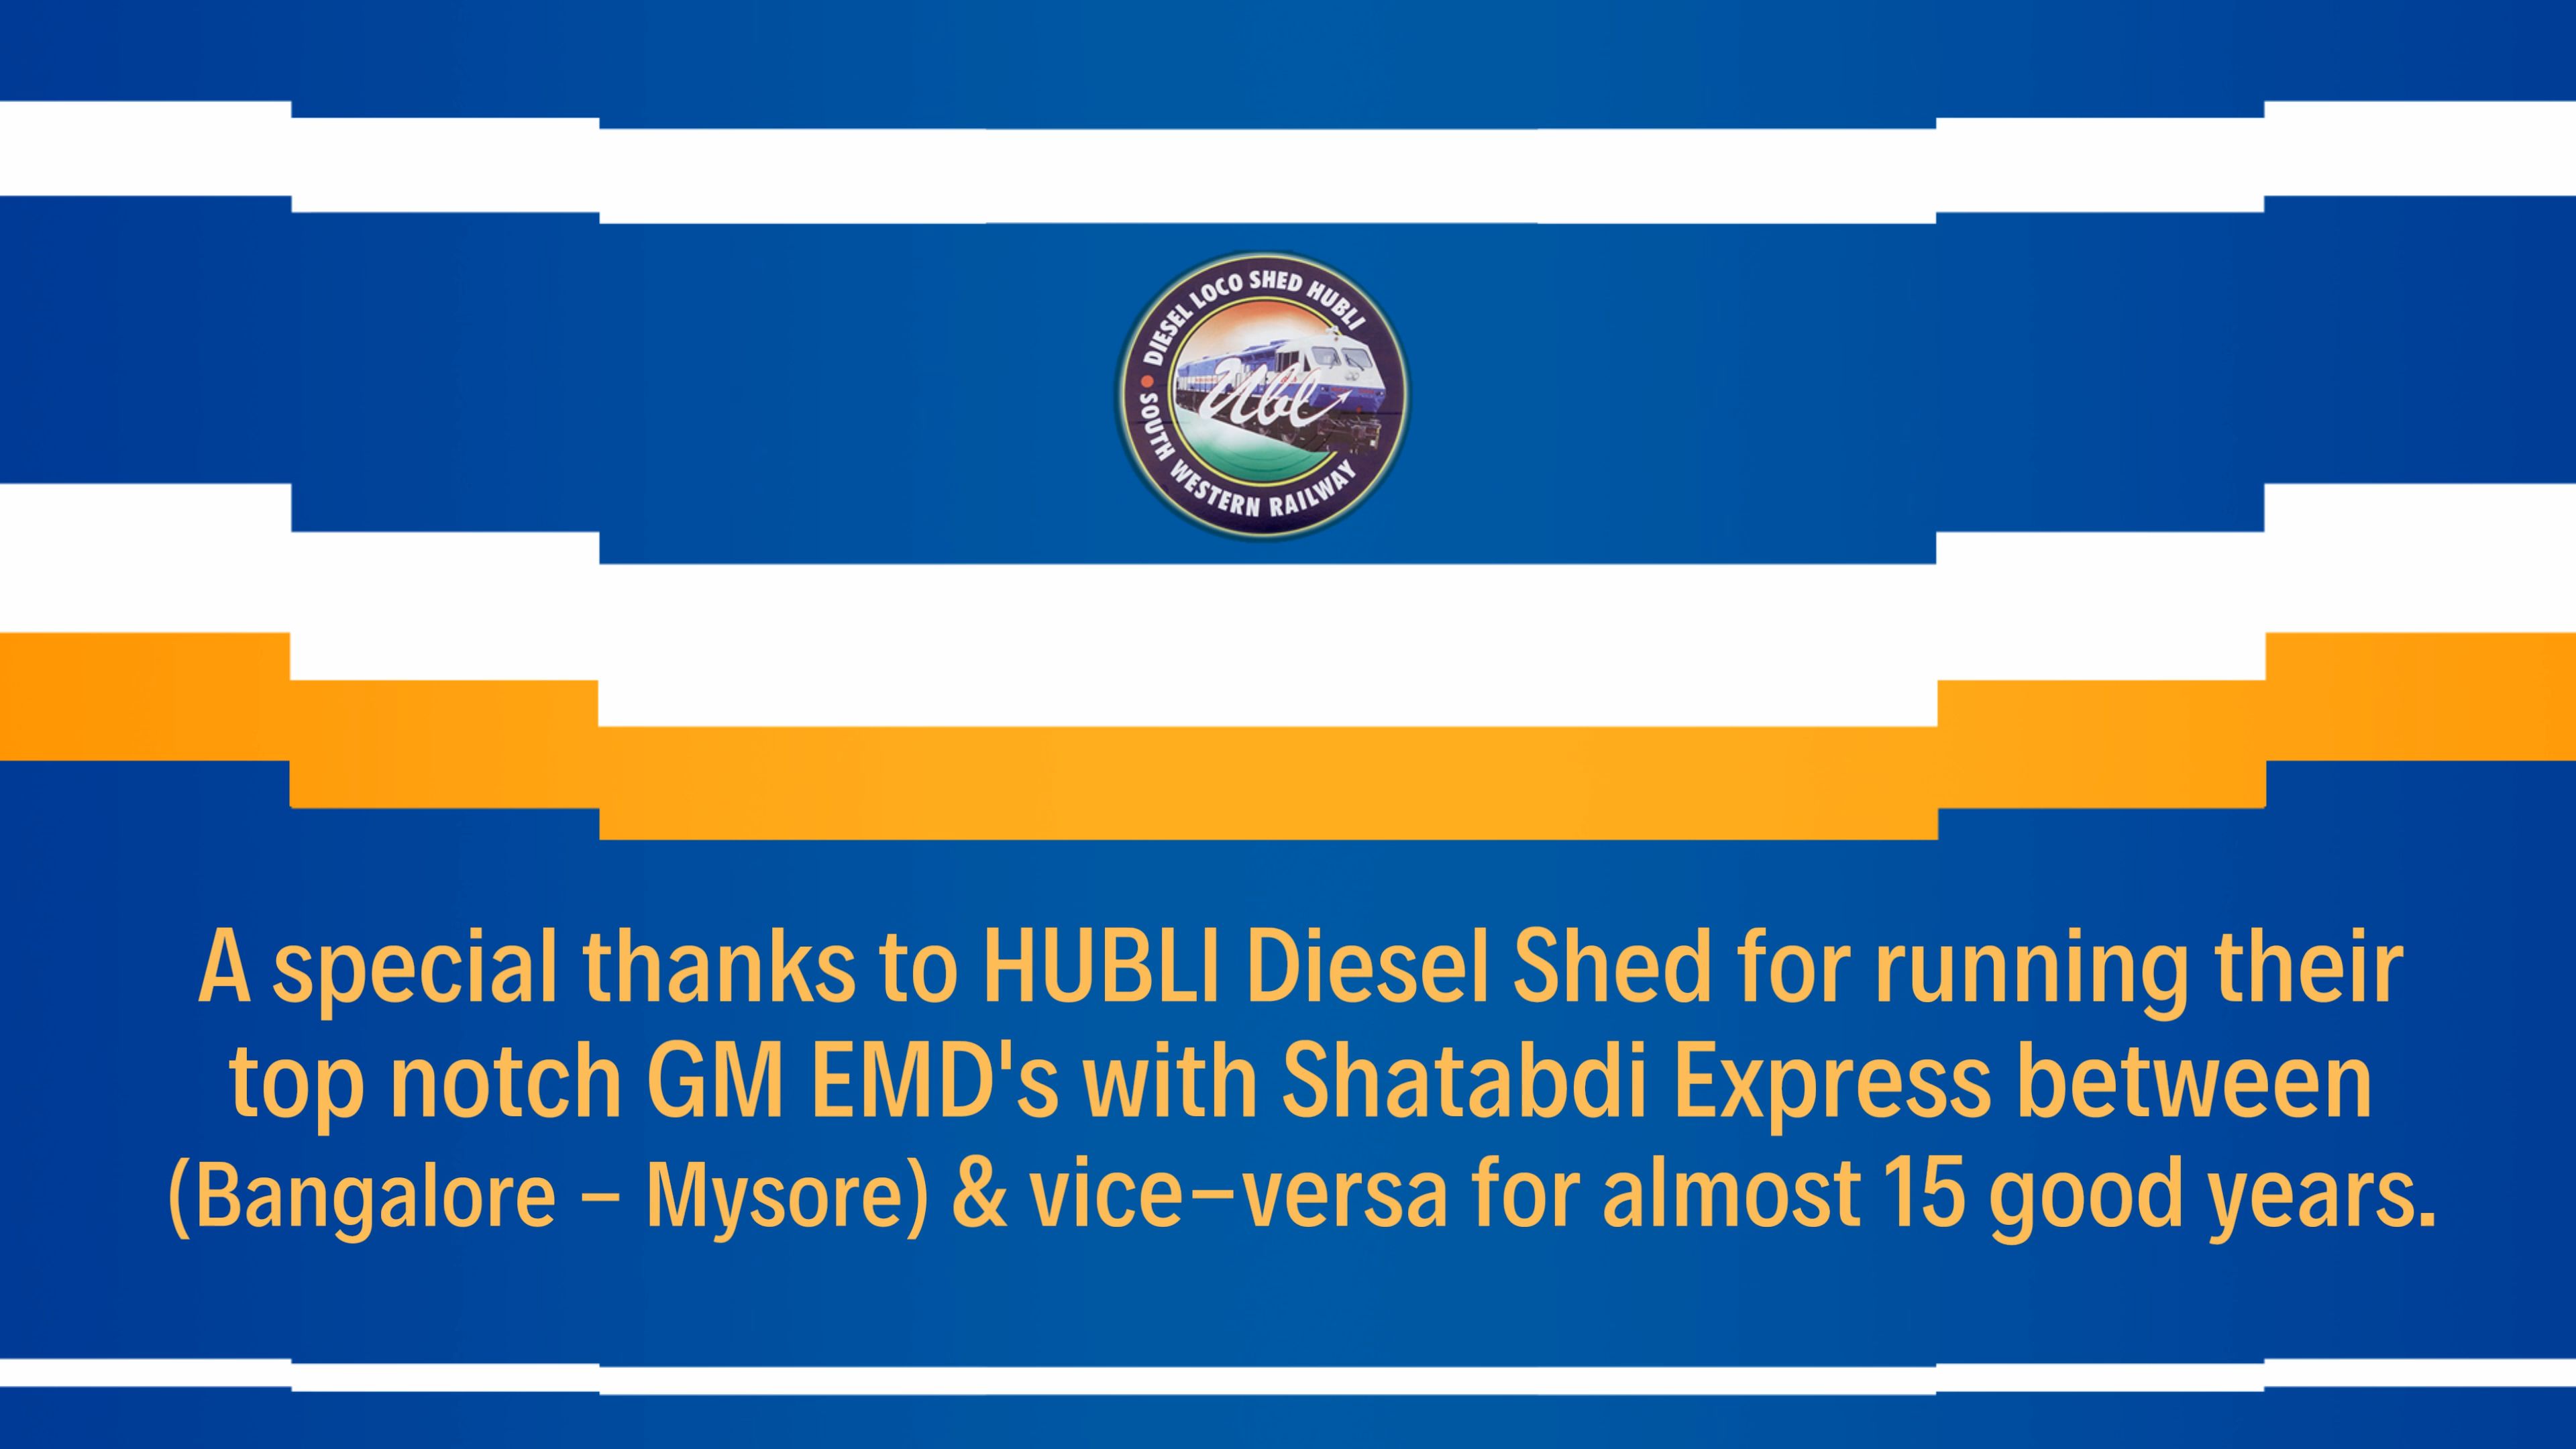 DIESEL LOCO SHED HUBLI
Ubl
SOUTH WESTERN RAILWAY
A special thanks to HUBLI Diesel Shed for running their
top notch GM EMD's with Shatabdi Express between
(Bangalore - Mysore) & vice-versa for almost 15 good years.